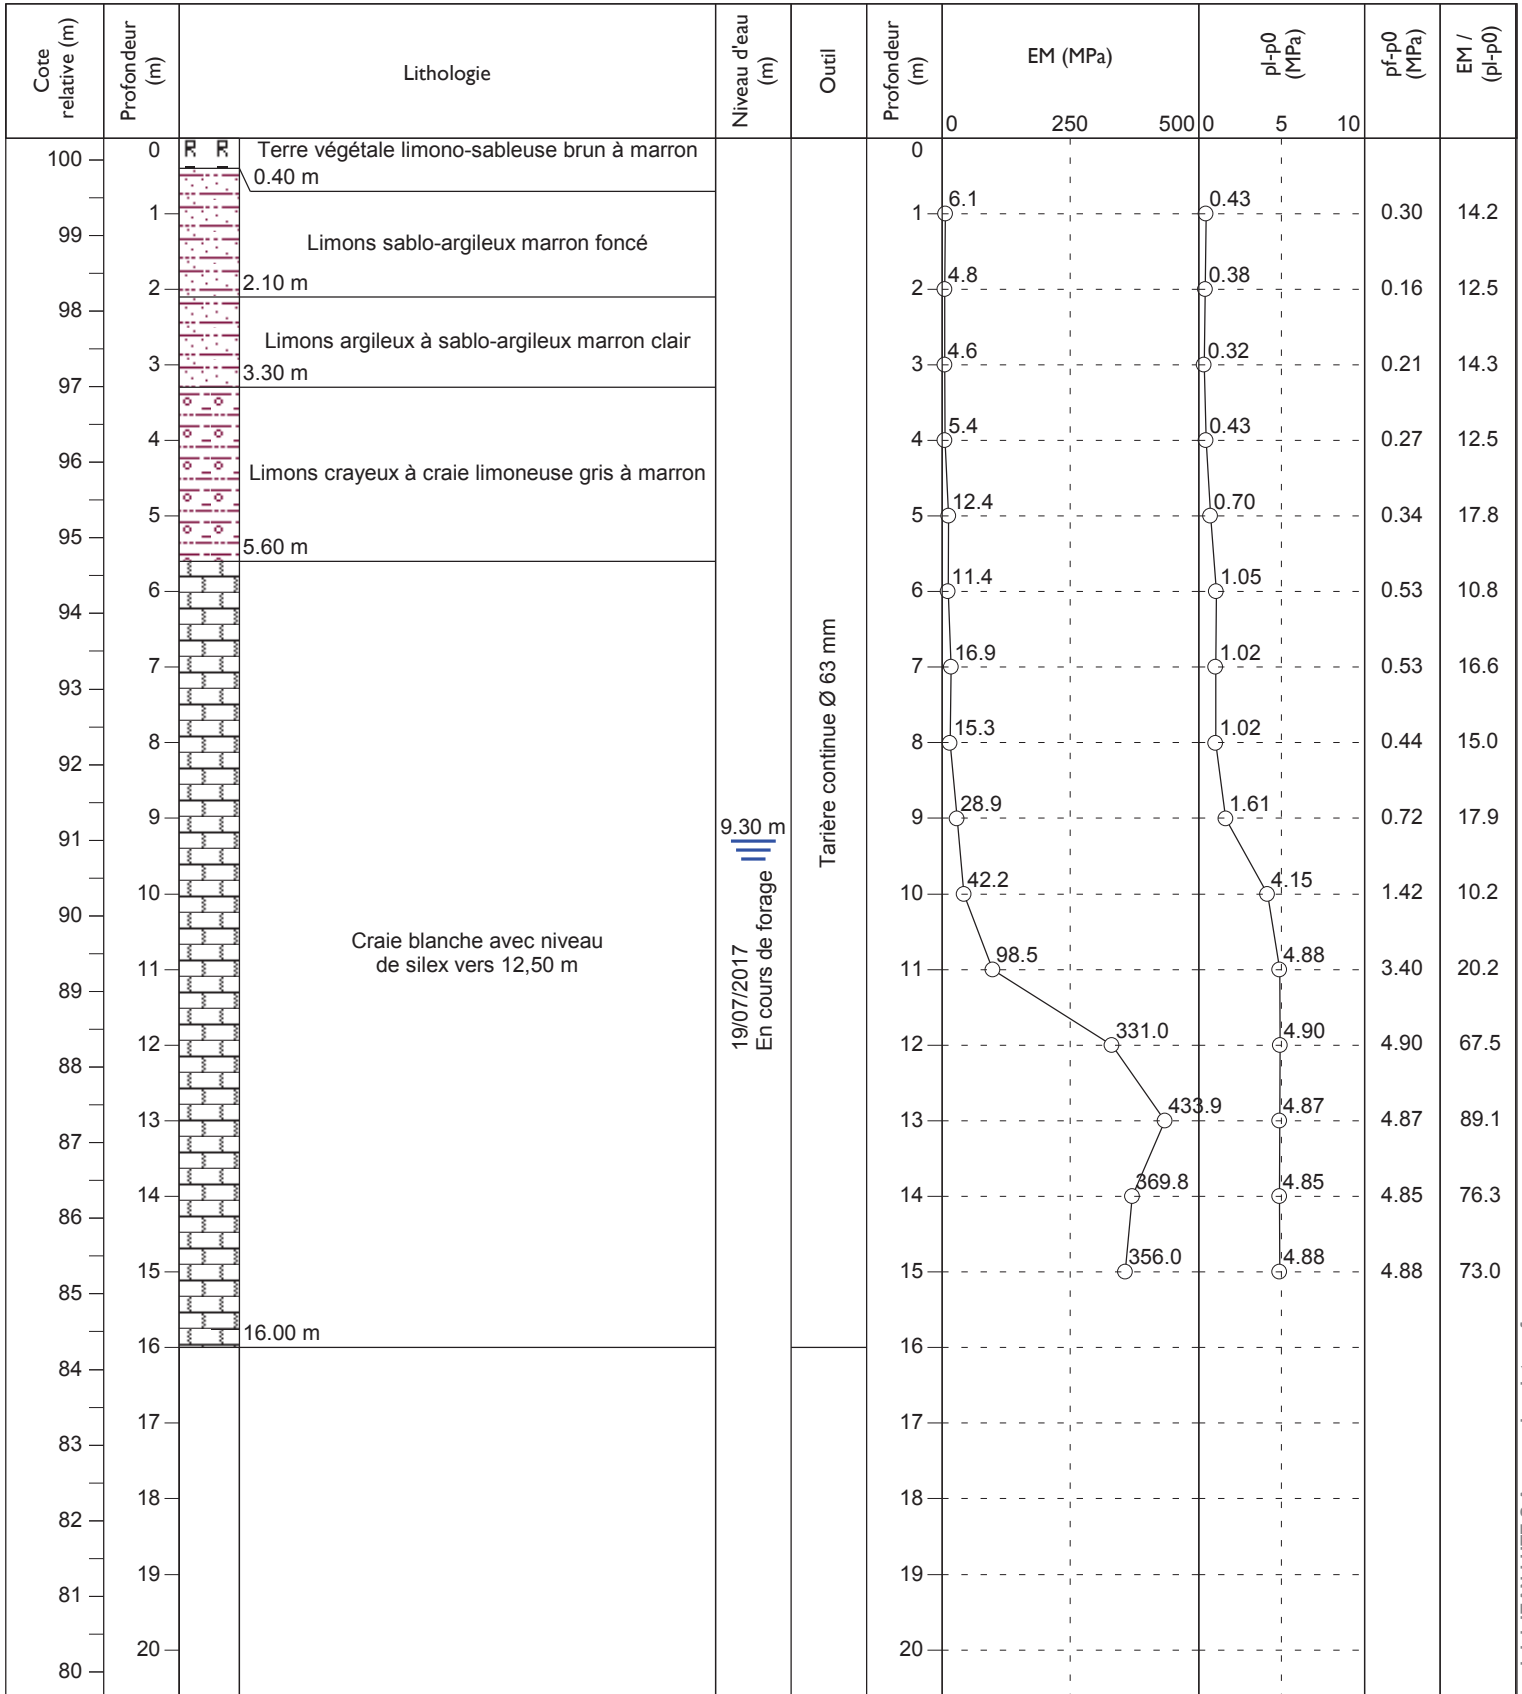 Cote relative (m)
Profondeur (m)
Lithologie
Niveau d'eau (m)
Outil
Profondeur (m)
EM (MPa)
0 250 500
pl-p0 (MPa)
0 5 10
pf-p0 (MPa)
EM / (pl-p0)
100
99
98
97
96
95
94
93
92
91
90
89
88
87
86
85
84
83
82
81
80
0
1
2
3
4
5
6
7
8
9
10
11
12
13
14
15
16
17
18
19
20
R R
Terre végétale limono-sableuse brun à marron
0.40 m
Limons sablo-argileux marron foncé
2.10 m
Limons argileux à sablo-argileux marron clair
3.30 m
Limons crayeux à craie limoneuse gris à marron
5.60 m
Craie blanche avec niveau
de silex vers 12,50 m
16.00 m
9.30 m
19/07/2017
En cours de forage
Tarière continue Ø 63 mm
0
1 6.1 0.43 0.30 14.2
2 4.8 0.38 0.16 12.5
3 4.6 0.32 0.21 14.3
4 5.4 0.43 0.27 12.5
5 12.4 0.70 0.34 17.8
6 11.4 1.05 0.53 10.8
7 16.9 1.02 0.53 16.6
8 15.3 1.02 0.44 15.0
9 28.9 1.61 0.72 17.9
10 42.2 4.15 1.42 10.2
11 98.5 4.88 3.40 20.2
12 331.0 4.90 4.90 67.5
13 433.9 4.87 4.87 89.1
14 369.8 4.85 4.85 76.3
15 356.0 4.88 4.88 73.0
16
17
18
19
20